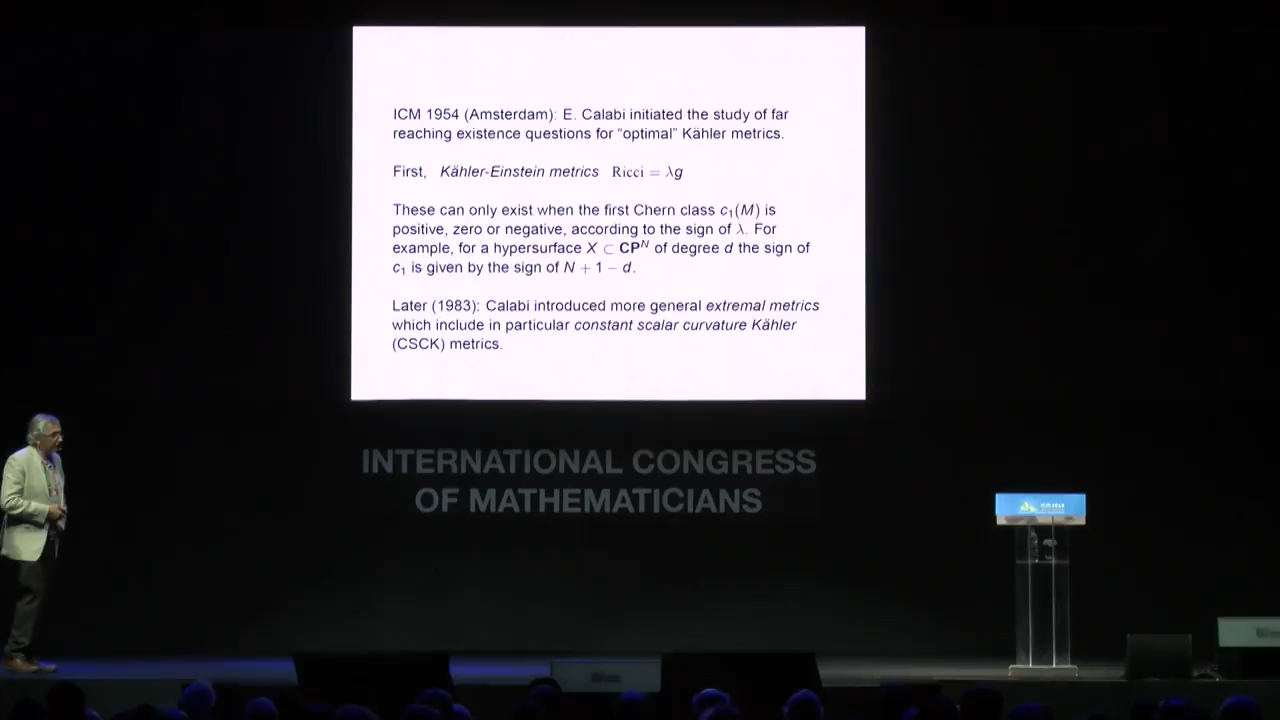 ICM 1954 (Amsterdam): E. Calabi initiated the study of far
reaching existence questions for “optimal” Kähler metrics.
First, Kähler-Einstein metrics Ricci = λg
These can only exist when the first Chern class c₁(M) is
positive, zero or negative, according to the sign of λ. For
example, for a hypersurface X ⊂ CPᴺ of degree d the sign of
c₁ is given by the sign of N + 1 − d.
Later (1983): Calabi introduced more general extremal metrics
which include in particular constant scalar curvature Kähler
(CSCK) metrics.
INTERNATIONAL CONGRESS
OF MATHEMATICIANS